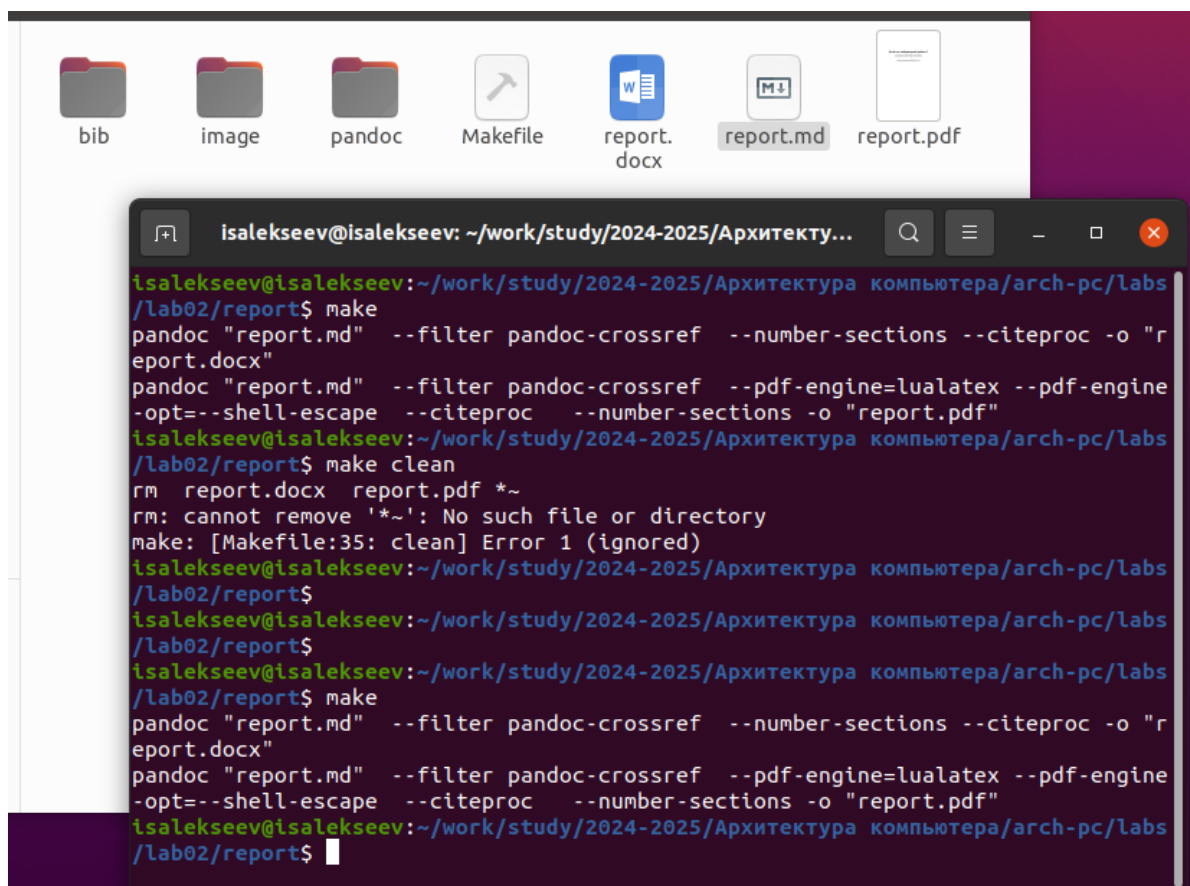 bib
image
pandoc
Makefile
report.
docx
report.md
report.pdf
isalekseev@isalekseev: ~/work/study/2024-2025/Архитекту...
isalekseev@isalekseev:~/work/study/2024-2025/Архитектура компьютера/arch-pc/labs
/lab02/report$ make
pandoc "report.md"  --filter pandoc-crossref  --number-sections --citeproc -o "r
eport.docx"
pandoc "report.md"  --filter pandoc-crossref  --pdf-engine=lualatex --pdf-engine
-opt=--shell-escape  --citeproc   --number-sections -o "report.pdf"
isalekseev@isalekseev:~/work/study/2024-2025/Архитектура компьютера/arch-pc/labs
/lab02/report$ make clean
rm  report.docx  report.pdf *~
rm: cannot remove '*~': No such file or directory
make: [Makefile:35: clean] Error 1 (ignored)
isalekseev@isalekseev:~/work/study/2024-2025/Архитектура компьютера/arch-pc/labs
/lab02/report$
isalekseev@isalekseev:~/work/study/2024-2025/Архитектура компьютера/arch-pc/labs
/lab02/report$
isalekseev@isalekseev:~/work/study/2024-2025/Архитектура компьютера/arch-pc/labs
/lab02/report$ make
pandoc "report.md"  --filter pandoc-crossref  --number-sections --citeproc -o "r
eport.docx"
pandoc "report.md"  --filter pandoc-crossref  --pdf-engine=lualatex --pdf-engine
-opt=--shell-escape  --citeproc   --number-sections -o "report.pdf"
isalekseev@isalekseev:~/work/study/2024-2025/Архитектура компьютера/arch-pc/labs
/lab02/report$